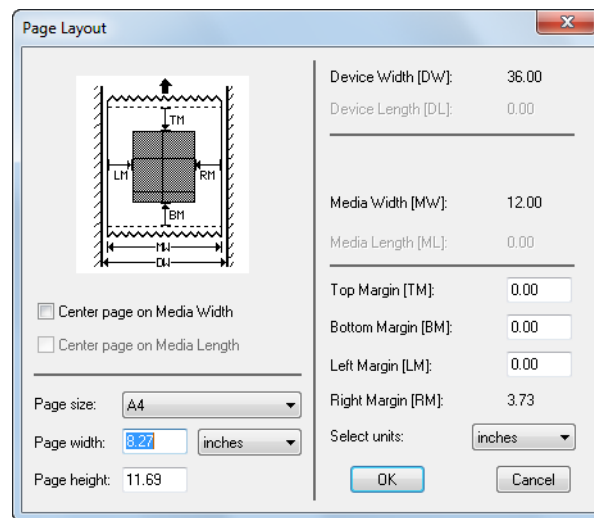 Page Layout
TM
LM
RM
BM
MW
DW
Center page on Media Width
Center page on Media Length
Page size: A4
Page width: 8.27 inches
Page height: 11.69
Device Width [DW]: 36.00
Device Length [DL]: 0.00
Media Width [MW]: 12.00
Media Length [ML]: 0.00
Top Margin [TM]: 0.00
Bottom Margin [BM]: 0.00
Left Margin [LM]: 0.00
Right Margin [RM]: 3.73
Select units: inches
OK Cancel